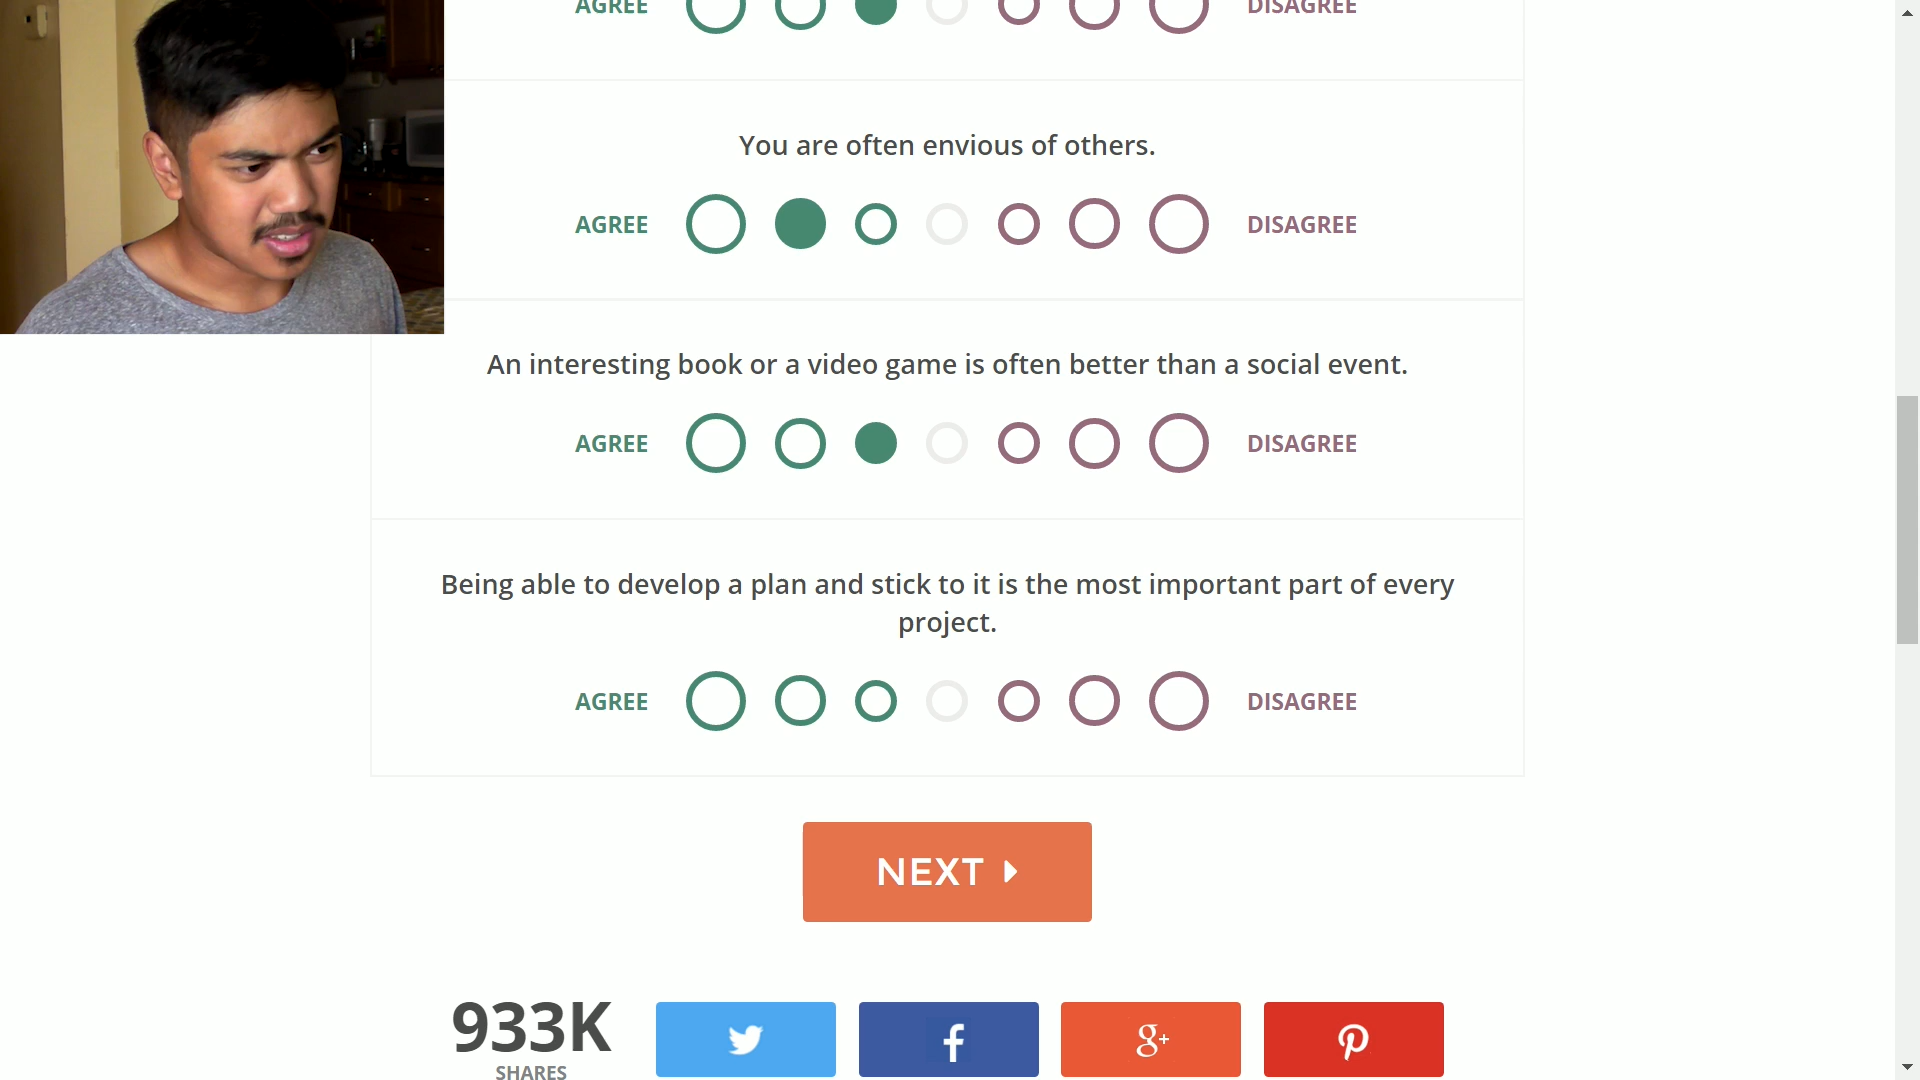 AGREE DISAGREE
You are often envious of others.
AGREE DISAGREE
An interesting book or a video game is often better than a social event.
AGREE DISAGREE
Being able to develop a plan and stick to it is the most important part of every
project.
AGREE DISAGREE
NEXT
933K
SHARES
g+